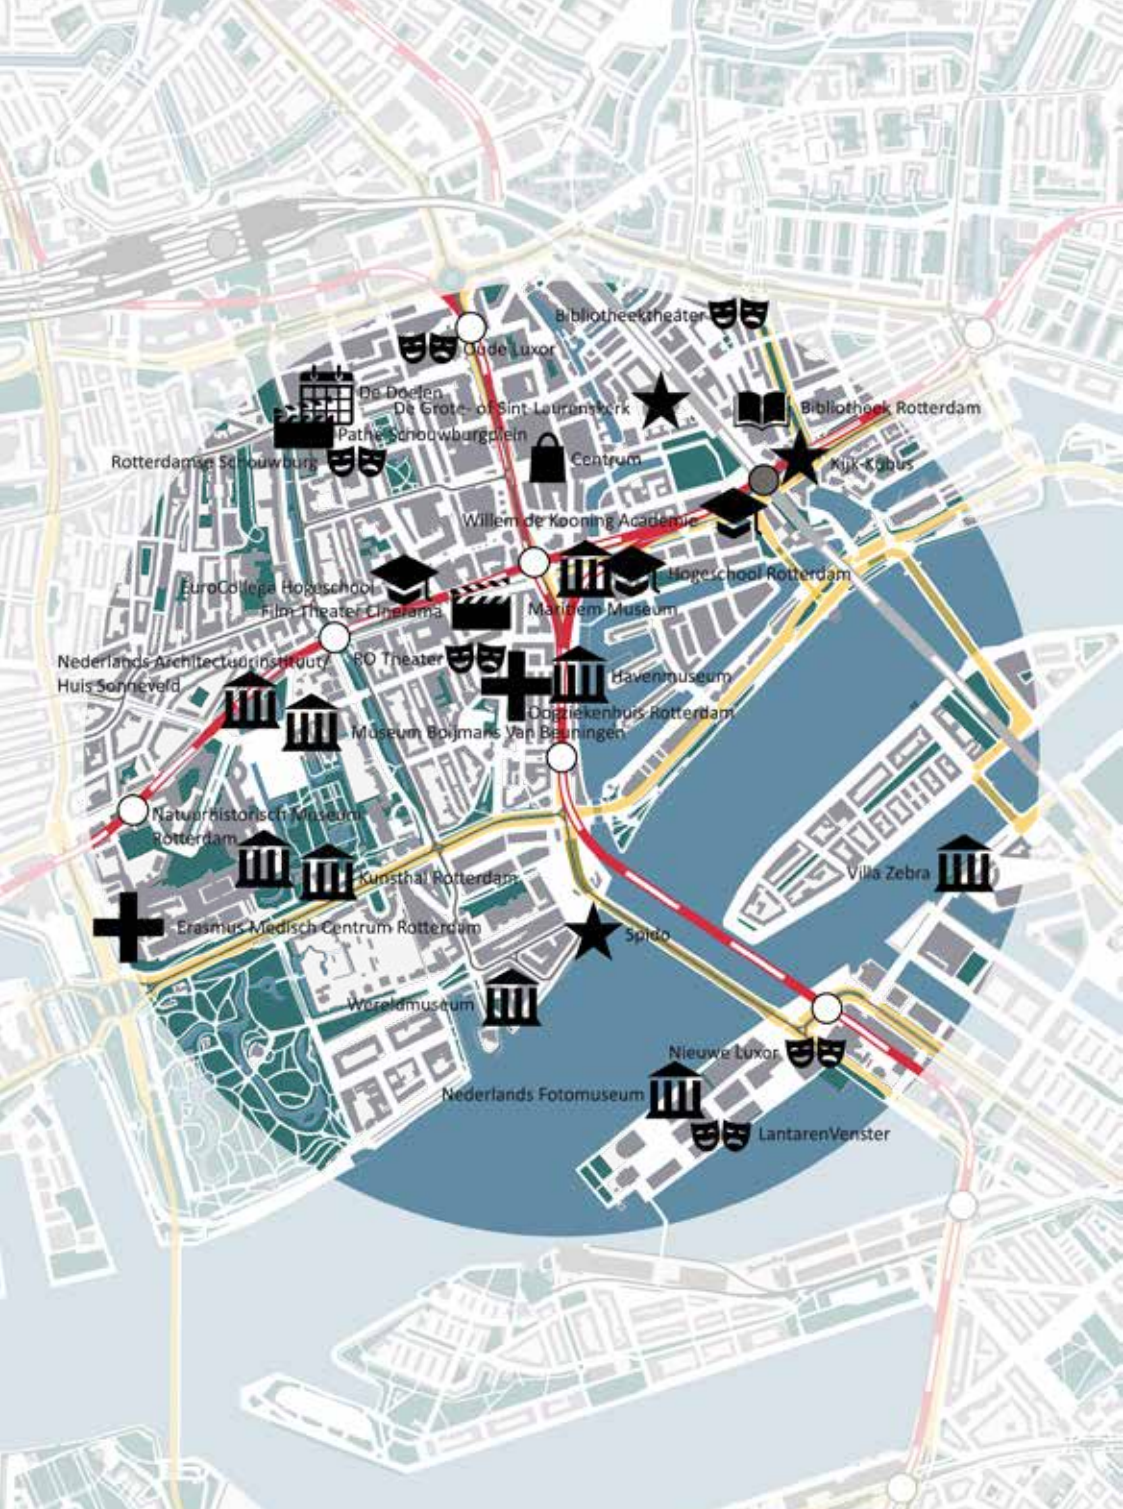 Bibliotheektheater
Oude Luxor
De Doelen
De Grote- of Sint-Laurenskerk
Bibliotheek Rotterdam
Pathé Schouwburgplein
Rotterdamse Schouwburg
Centrum
Kijk-Kubus
Willem de Kooning Academie
EuroCollege Hogeschool
Hogeschool Rotterdam
Film Theater Cinerama
Maritiem Museum
Nederlands Architectuurinstituut/
Huis Sonneveld
RO Theater
Havenmuseum
Oogziekenhuis Rotterdam
Museum Boijmans Van Beuningen
Natuurhistorisch Museum
Rotterdam
Kunsthal Rotterdam
Villa Zebra
Erasmus Medisch Centrum Rotterdam
Spido
Wereldmuseum
Nieuwe Luxor
Nederlands Fotomuseum
LantarenVenster